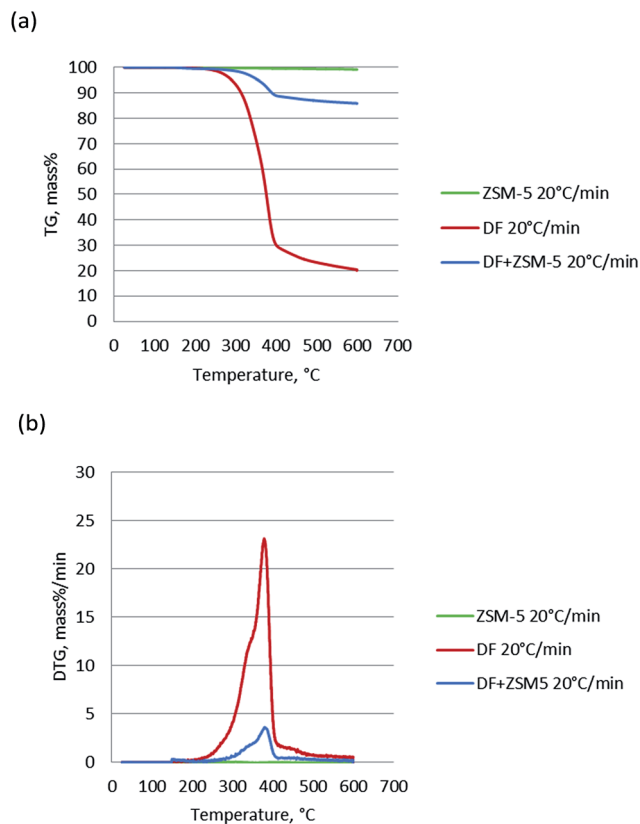 (a)
100
90
80
70
60
50
40
30
20
10
0
TG, mass%
0 100 200 300 400 500 600 700
Temperature, °C
ZSM-5 20°C/min
DF 20°C/min
DF+ZSM-5 20°C/min
(b)
30
25
20
15
10
5
0
DTG, mass%/min
0 100 200 300 400 500 600 700
Temperature, °C
ZSM-5 20°C/min
DF 20°C/min
DF+ZSM5 20°C/min